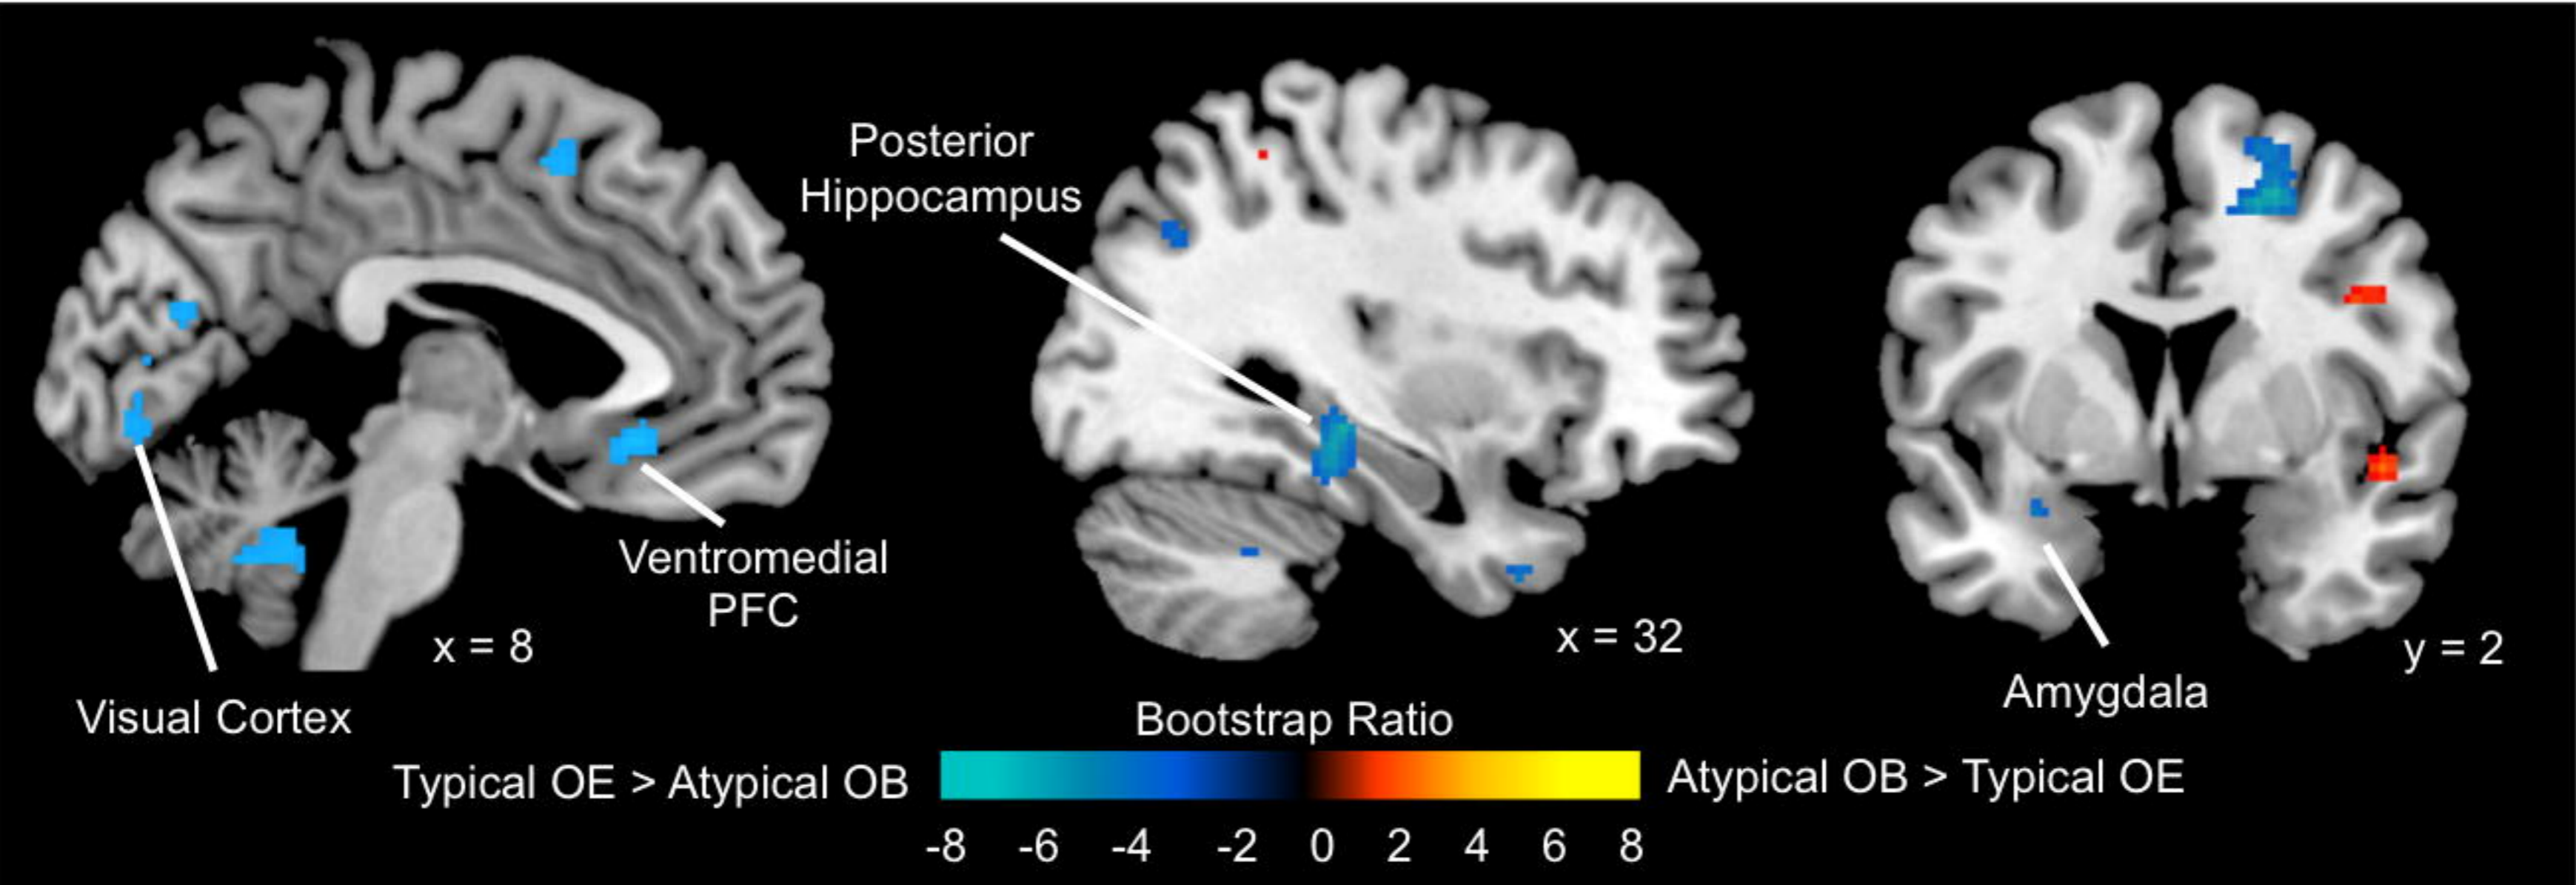 Posterior
Hippocampus
Ventromedial
PFC
x = 8
x = 32
y = 2
Visual Cortex
Amygdala
Bootstrap Ratio
Typical OE > Atypical OB
Atypical OB > Typical OE
-8 -6 -4 -2 0 2 4 6 8